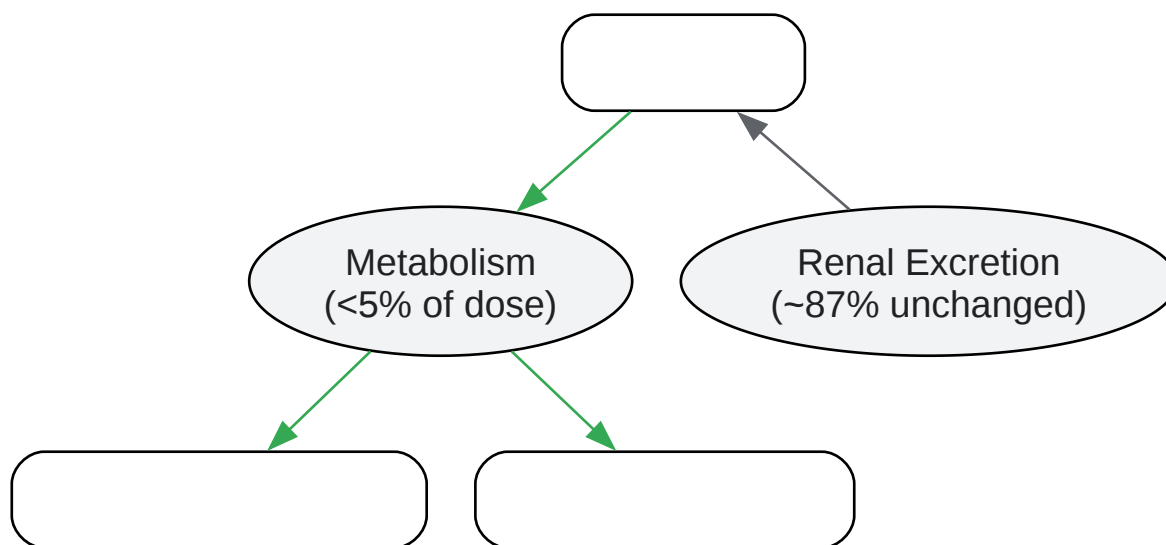 Metabolism
(<5% of dose)
Renal Excretion
(~87% unchanged)